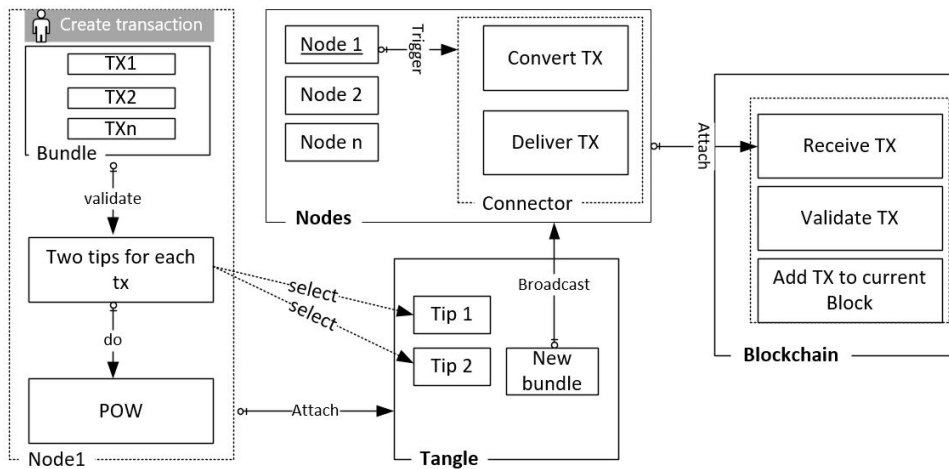 Create transaction
TX1
TX2
TXn
Bundle
validate
Two tips for each
tx
do
POW
Node1
Attach
select
select
Tip 1
Tip 2
New
bundle
Tangle
Broadcast
Node 1
Node 2
Node n
Nodes
Trigger
Convert TX
Deliver TX
Connector
Attach
Receive TX
Validate TX
Add TX to current
Block
Blockchain